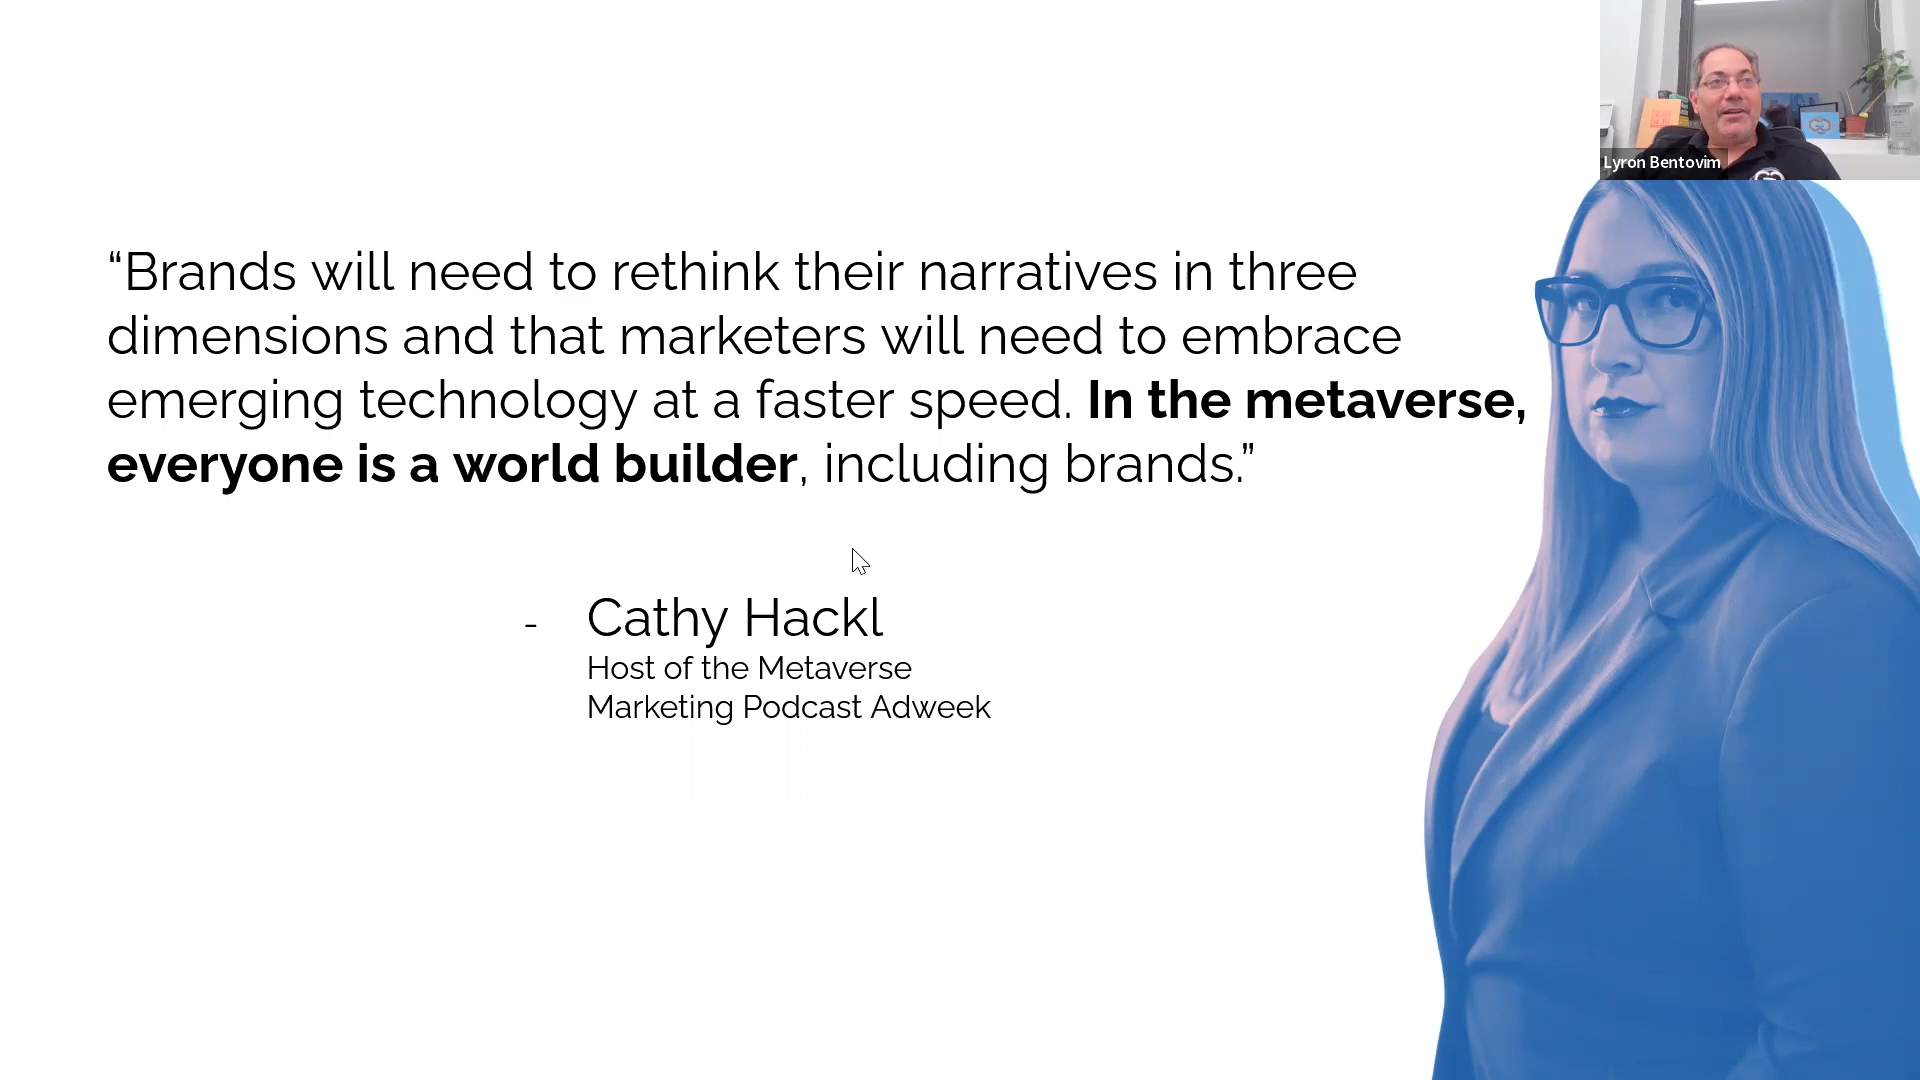 Lyron Bentovim
“Brands will need to rethink their narratives in three
dimensions and that marketers will need to embrace
emerging technology at a faster speed. In the metaverse,
everyone is a world builder, including brands.”
- Cathy Hackl
Host of the Metaverse
Marketing Podcast Adweek